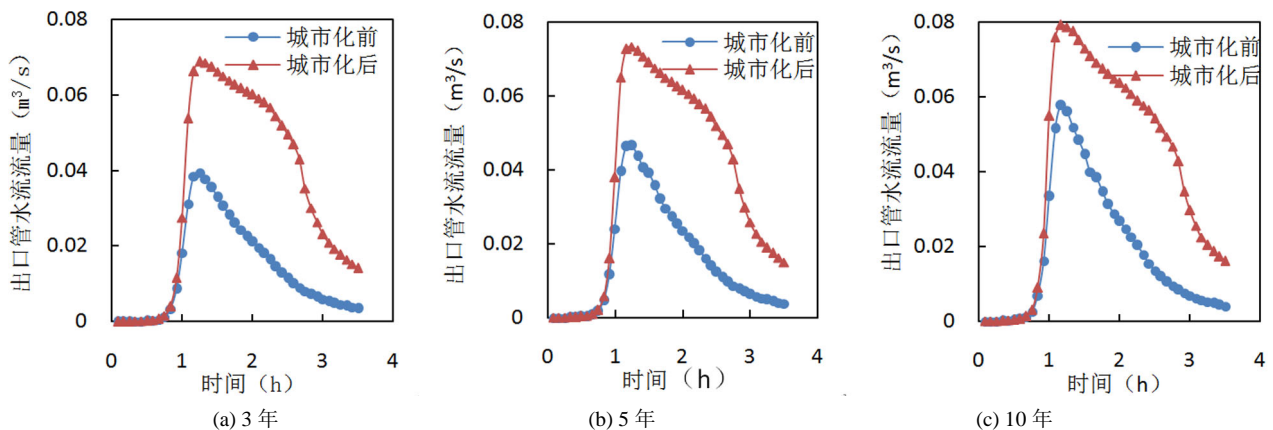 0.08
0.06
0.04
0.02
0
出口管水流流量（m³/s）
城市化前
城市化后
0 1 2 3 4
时间（h）
(a) 3 年
0.08
0.06
0.04
0.02
0
出口管水流流量（m³/s）
城市化前
城市化后
0 1 2 3 4
时间（h）
(b) 5 年
0.08
0.06
0.04
0.02
0
出口管水流流量（m³/s）
城市化前
城市化后
0 1 2 3 4
时间（h）
(c) 10 年